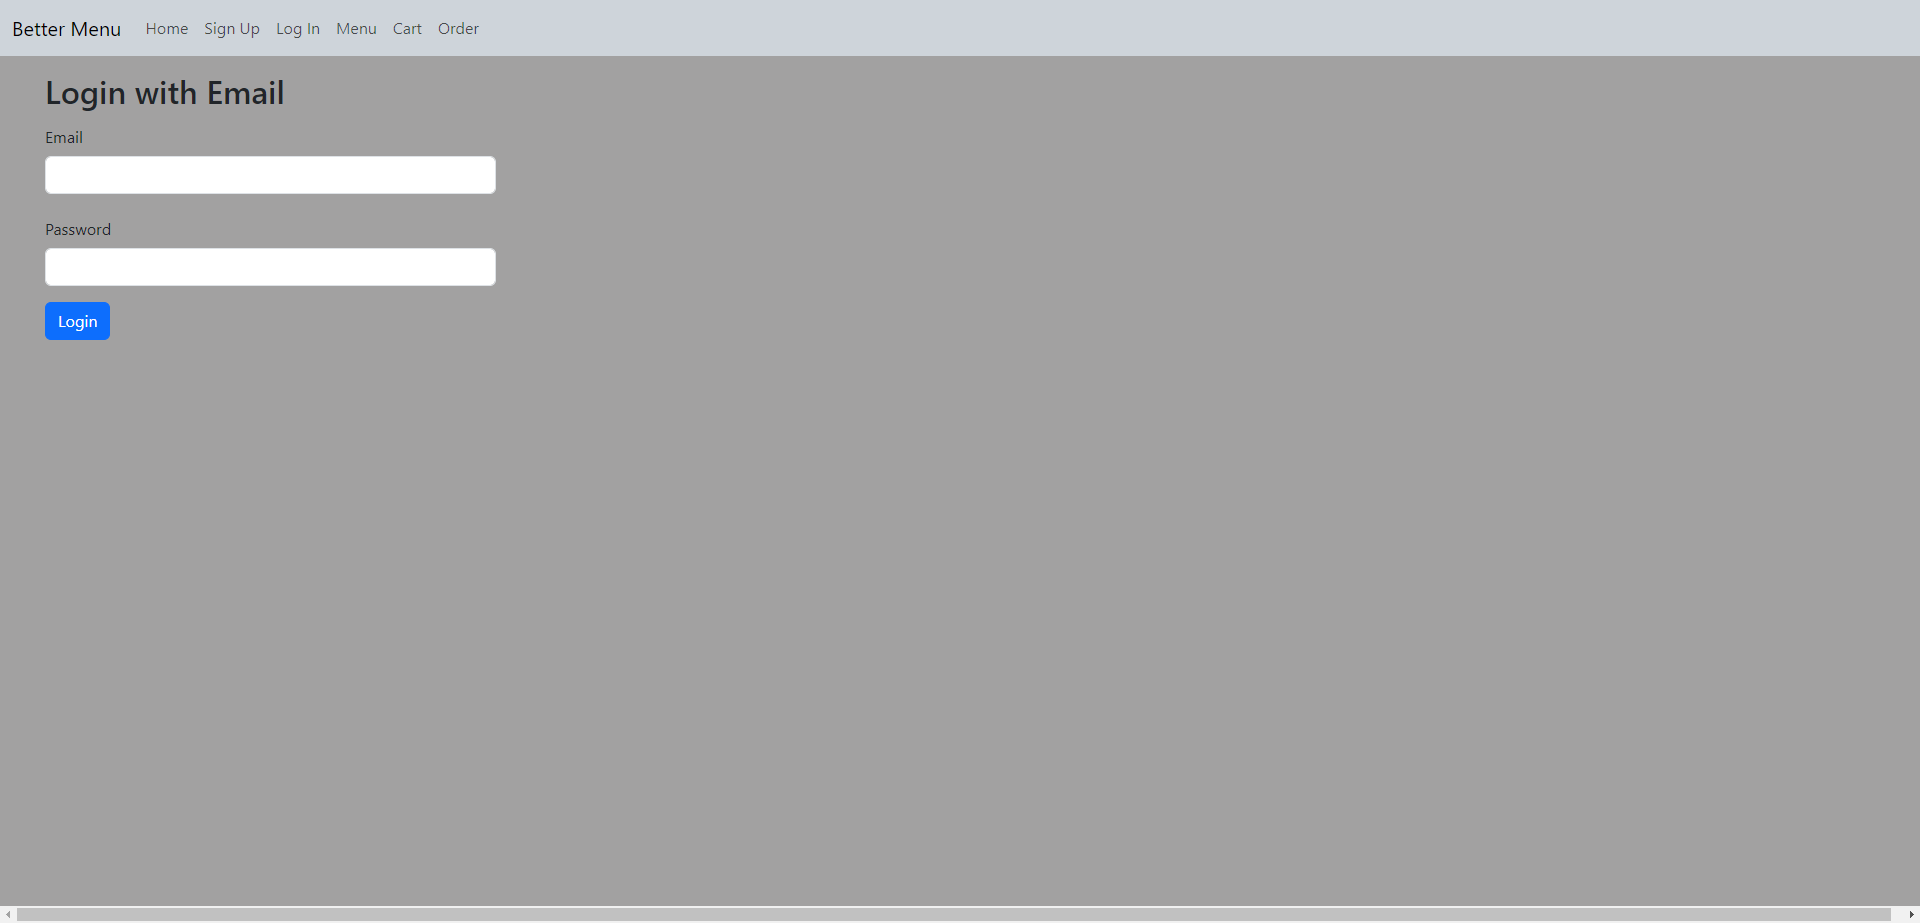 Better Menu Home Sign Up Log In Menu Cart Order
Login with Email
Email
Password
Login